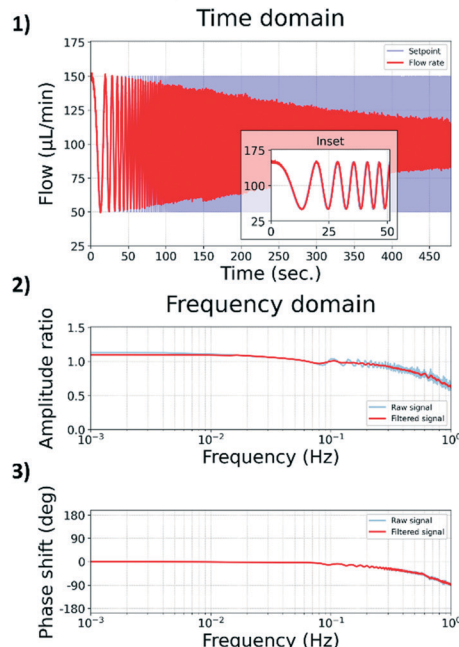 1)
Time domain
Flow (µL/min)
175
150
125
100
75
50
25
Setpoint
Flow rate
Inset
175
100
25
0
25
50
0
50
100
150
200
250
300
350
400
450
Time (sec.)
2)
Frequency domain
Amplitude ratio
1.5
1.0
0.5
0.0
Raw signal
Filtered signal
10⁻³
10⁻²
10⁻¹
10⁰
Frequency (Hz)
3)
Phase shift (deg)
180
90
0
-90
-180
Raw signal
Filtered signal
10⁻³
10⁻²
10⁻¹
10⁰
Frequency (Hz)